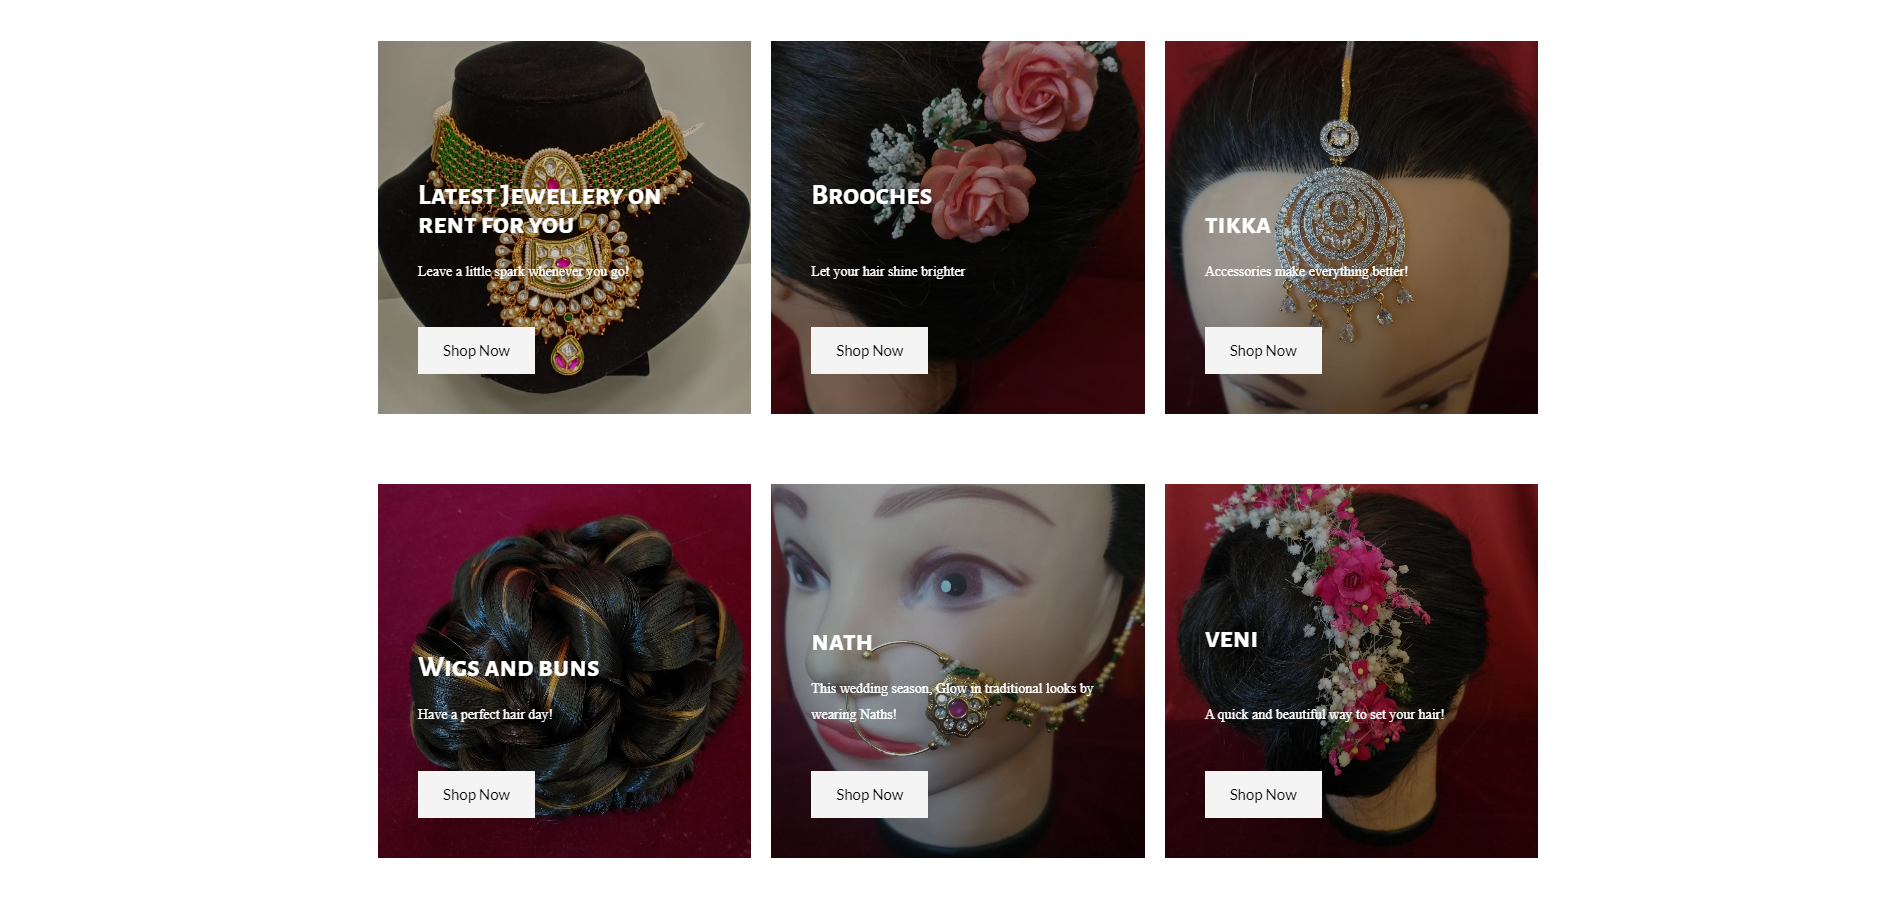 Latest Jewellery on
rent for you
Leave a little spark whenever you go!
Shop Now
Brooches
Let your hair shine brighter
Shop Now
tikka
Accessories make everything better!
Shop Now
Wigs and buns
Have a perfect hair day!
Shop Now
nath
This wedding season, Glow in traditional looks by
wearing Naths!
Shop Now
veni
A quick and beautiful way to set your hair!
Shop Now